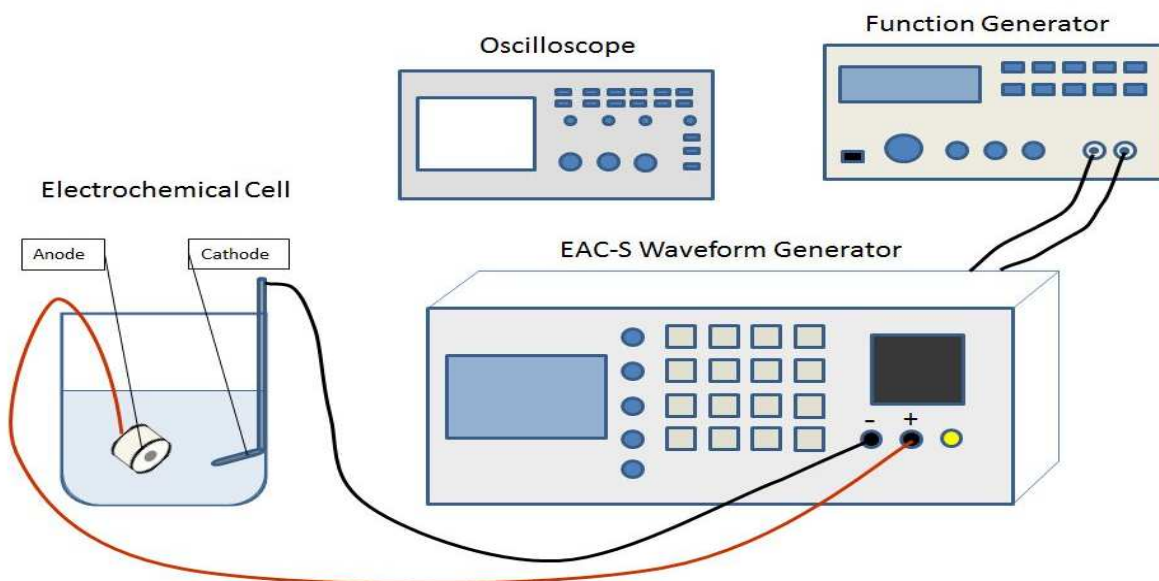 Function Generator
Oscilloscope
Electrochemical Cell
Anode
Cathode
EAC-S Waveform Generator
- +